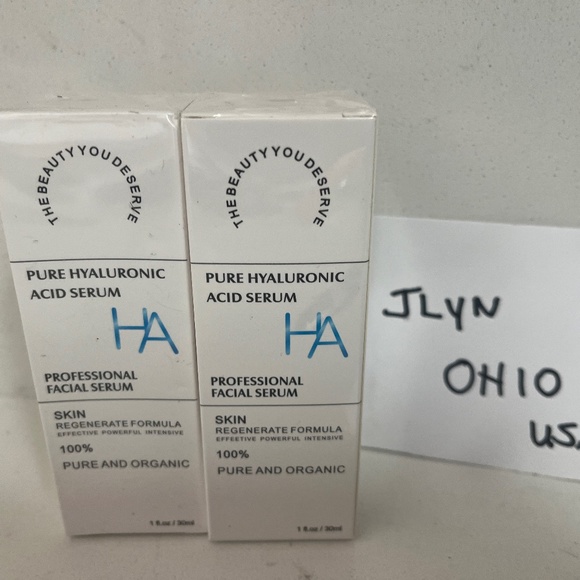 THE BEAUTY YOU DESERVE
PURE HYALURONIC
ACID SERUM
HA
PROFESSIONAL
FACIAL SERUM
SKIN
REGENERATE FORMULA
EFFECTIVE POWERFUL INTENSIVE
100%
PURE AND ORGANIC
1 fl.oz / 30ml
THE BEAUTY YOU DESERVE
PURE HYALURONIC
ACID SERUM
HA
PROFESSIONAL
FACIAL SERUM
SKIN
REGENERATE FORMULA
EFFECTIVE POWERFUL INTENSIVE
100%
PURE AND ORGANIC
1 fl.oz / 30ml
JLYN
OHIO
US